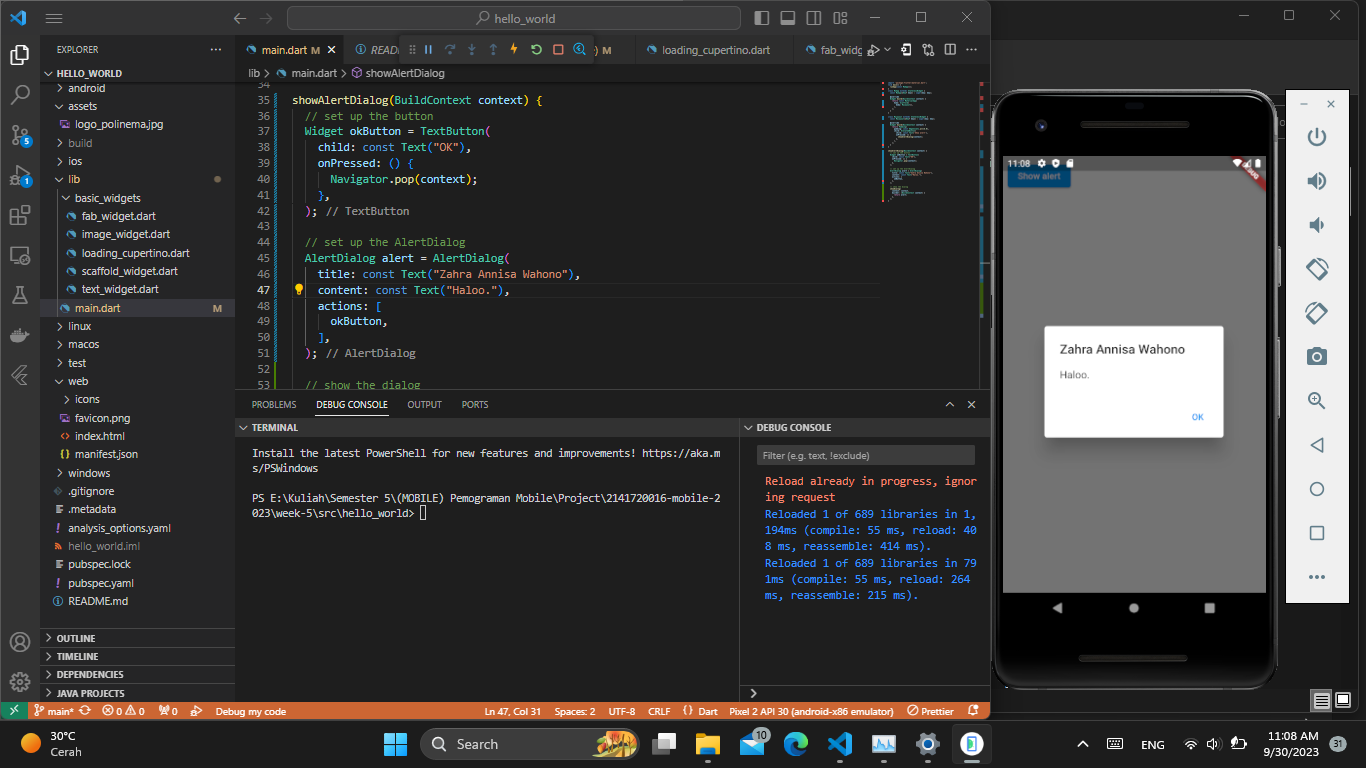 hello_world
EXPLORER
main.dart M
READ
M
loading_cupertino.dart
fab_widg
HELLO_WORLD
lib > main.dart > showAlertDialog
android
assets
logo_polinema.jpg
build
ios
lib
basic_widgets
fab_widget.dart
image_widget.dart
loading_cupertino.dart
scaffold_widget.dart
text_widget.dart
main.dart M
linux
macos
test
web
icons
favicon.png
index.html
manifest.json
windows
.gitignore
.metadata
analysis_options.yaml
hello_world.iml
pubspec.lock
pubspec.yaml
README.md
OUTLINE
TIMELINE
DEPENDENCIES
JAVA PROJECTS
5
1
34
35 showAlertDialog(BuildContext context) {
36 // set up the button
37 Widget okButton = TextButton(
38 child: const Text("OK"),
39 onPressed: () {
40 Navigator.pop(context);
41 },
42 ); // TextButton
43
44 // set up the AlertDialog
45 AlertDialog alert = AlertDialog(
46 title: const Text("Zahra Annisa Wahono"),
47 content: const Text("Haloo."),
48 actions: [
49 okButton,
50 ],
51 ); // AlertDialog
52
53 // show the dialog
PROBLEMS DEBUG CONSOLE OUTPUT PORTS
TERMINAL
Install the latest PowerShell for new features and improvements! https://aka.m
s/PSWindows
PS E:\Kuliah\Semester 5\(MOBILE) Pemograman Mobile\Project\2141720016-mobile-2
023\week-5\src\hello_world>
DEBUG CONSOLE
Filter (e.g. text, !exclude)
Reload already in progress, ignor
ing request
Reloaded 1 of 689 libraries in 1,
194ms (compile: 55 ms, reload: 40
8 ms, reassemble: 414 ms).
Reloaded 1 of 689 libraries in 79
1ms (compile: 55 ms, reload: 264
ms, reassemble: 215 ms).
main* 0 0 0 Debug my code Ln 47, Col 31 Spaces: 2 UTF-8 CRLF Dart Pixel 2 API 30 (android-x86 emulator) Prettier
11:08
DEBUG
Show alert
Zahra Annisa Wahono
Haloo.
OK
30°C
Cerah
Search
10
ENG
11:08 AM
9/30/2023
31